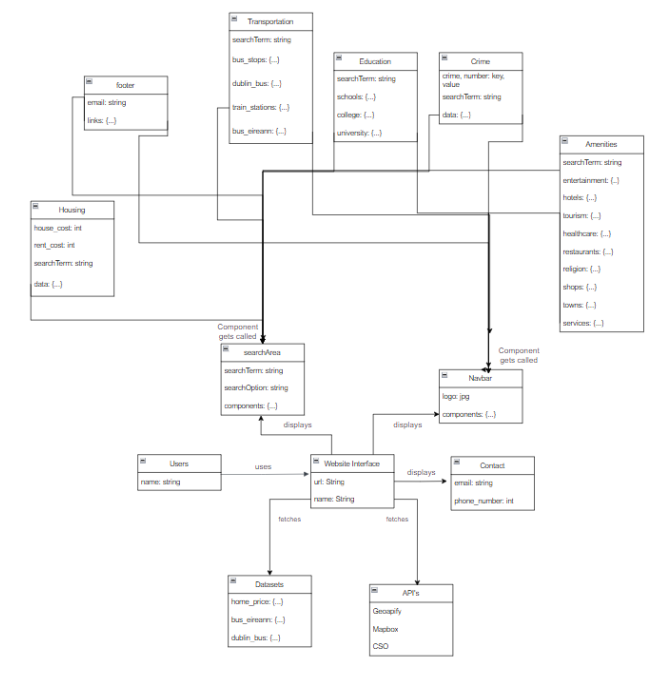 Transportation
searchTerm: string
bus_stops: {...}
dublin_bus: {...}
train_stations: {...}
bus_eireann: {...}
Education
searchTerm: string
schools: {...}
college: {...}
university: {...}
Crime
crime, number: key,
value
searchTerm: string
data: {...}
footer
email: string
links: {...}
Amenities
searchTerm: string
entertainment: {..}
hotels: {...}
tourism: {...}
healthcare: {...}
restaurants: {...}
religion: {...}
shops: {...}
towns: {...}
services: {...}
Housing
house_cost: int
rent_cost: int
searchTerm: string
data: {...}
Component
gets called
searchArea
searchTerm: string
searchOption: string
components: {...}
Component
gets called
Navbar
logo: jpg
components: {...}
displays
displays
Users
name: string
uses
Website Interface
url: String
name: String
displays
Contact
email: string
phone_number: int
fetches
fetches
Datasets
home_price: {...}
bus_eireann: {...}
dublin_bus: {...}
API's
Geoapify
Mapbox
CSO